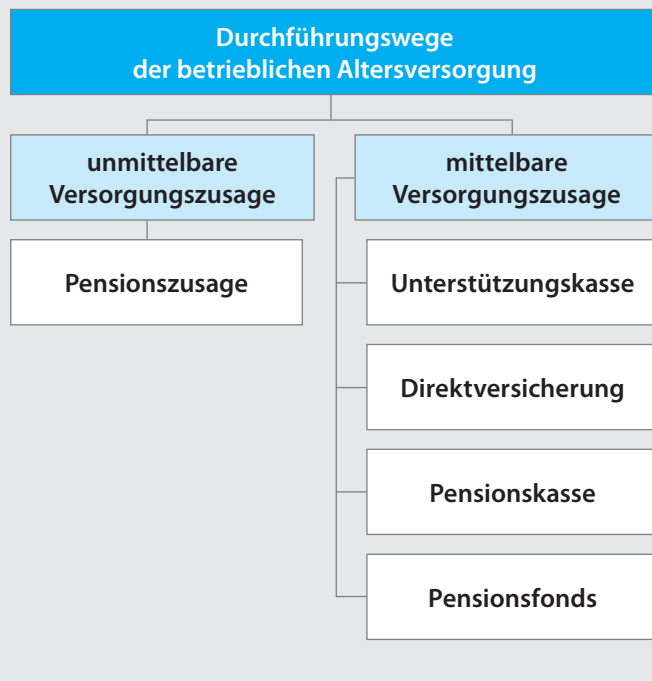 Durchführungswege
der betrieblichen Altersversorgung
unmittelbare
Versorgungszusage
mittelbare
Versorgungszusage
Pensionszusage
Unterstützungskasse
Direktversicherung
Pensionskasse
Pensionsfonds